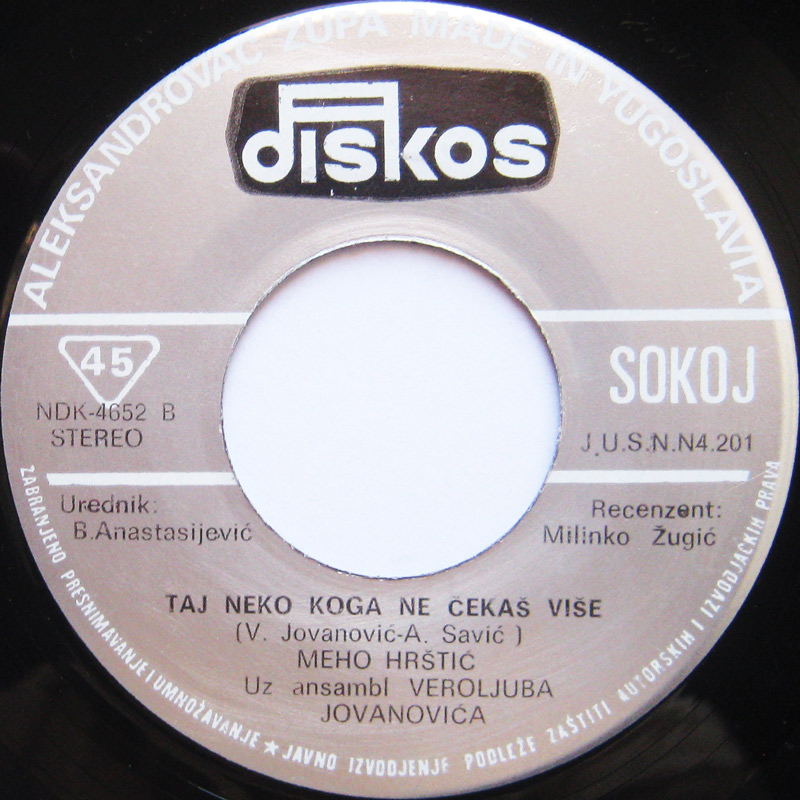 ALEKSANDROVAC ŽUPA MADE IN YUGOSLAVIA
diskos
45
SOKOJ
NDK-4652 B
STEREO
J.U.S.N.N4.201
Urednik:
B.Anastasijević
Recenzent:
Milinko Žugić
TAJ NEKO KOGA NE ČEKAŠ VIŠE
(V. Jovanović-A. Savić)
MEHO HRŠTIĆ
Uz ansambl VEROLJUBA
JOVANOVIĆA
ZABRANJENO PRESNIMAVANJE I UMNOŽAVANJE ★ JAVNO IZVODJENJE PODLEŽE ZAŠTITI AUTORSKIH I IZVODJAČKIH PRAVA